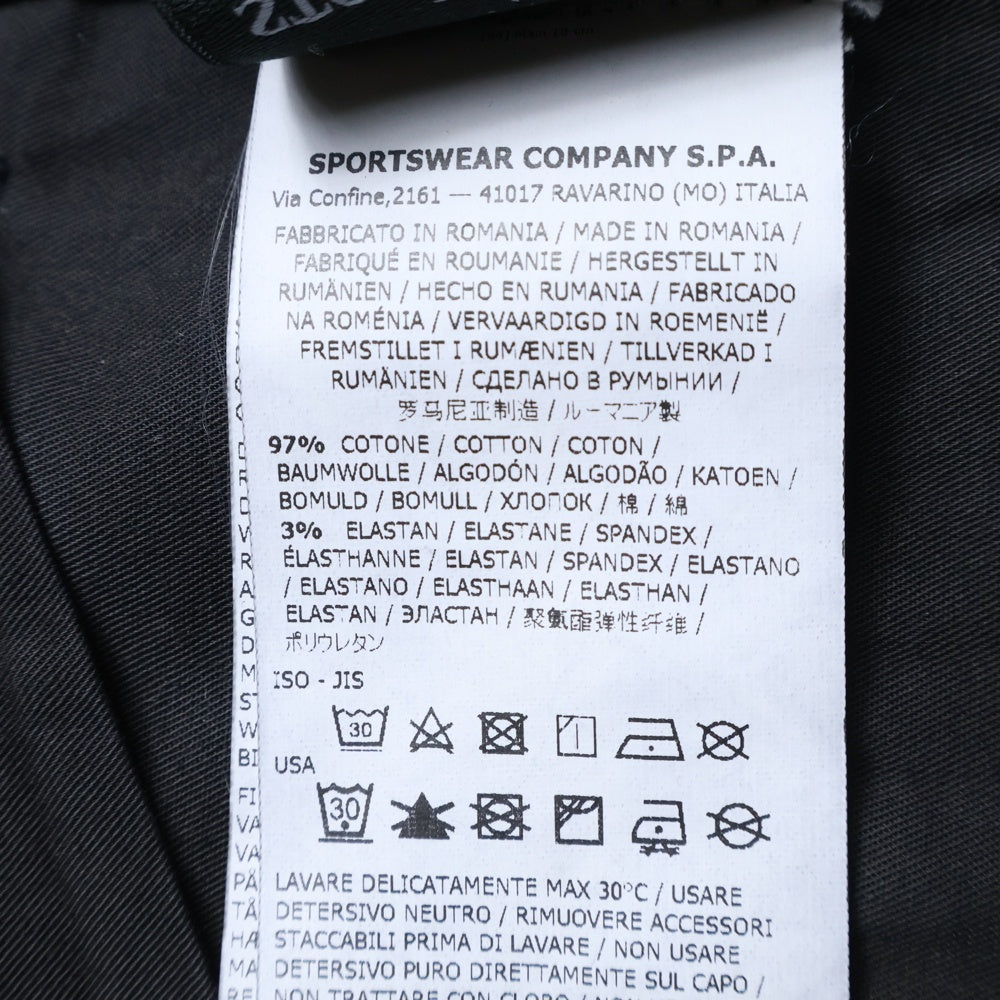 SPORTSWEAR COMPANY S.P.A.
Via Confine,2161 — 41017 RAVARINO (MO) ITALIA
FABBRICATO IN ROMANIA / MADE IN ROMANIA /
FABRIQUÉ EN ROUMANIE / HERGESTELLT IN
RUMÄNIEN / HECHO EN RUMANIA / FABRICADO
NA ROMÉNIA / VERVAARDIGD IN ROEMENIË /
FREMSTILLET I RUMÆNIEN / TILLVERKAD I
RUMÄNIEN / СДЕЛАНО В РУМЫНИИ /
罗马尼亚制造 / ルーマニア製
97% COTONE / COTTON / COTON /
BAUMWOLLE / ALGODÓN / ALGODÃO / KATOEN /
BOMULD / BOMULL / ХЛОПОК / 棉 / 綿
3% ELASTAN / ELASTANE / SPANDEX /
ÉLASTHANNE / ELASTAN / SPANDEX / ELASTANO
/ ELASTANO / ELASTHAAN / ELASTHAN /
ELASTAN / ЭЛАСТАН / 聚氨酯弹性纤维 /
ポリウレタン
ISO - JIS
30
USA
30
LAVARE DELICATAMENTE MAX 30°C / USARE
DETERSIVO NEUTRO / RIMUOVERE ACCESSORI
STACCABILI PRIMA DI LAVARE / NON USARE
DETERSIVO PURO DIRETTAMENTE SUL CAPO /
NON TRATTARE CON CLORO /